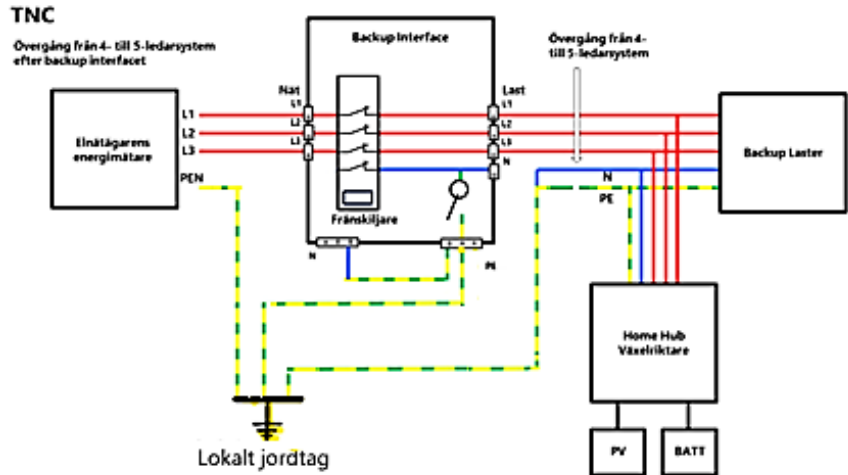 TNC
Övergång från 4- till 5-ledarsystem
efter backup interfacet
Elnätägarens
energimätare
L1
L2
L3
PEN
Backup Interface
Nät
L1
L2
L3
Last
L1
L2
L3
N
Frånskiljare
N
PE
Övergång från 4-
till 5-ledarsystem
N
PE
Backup Laster
Home Hub
Växelriktare
PV
BATT
Lokalt jordtag